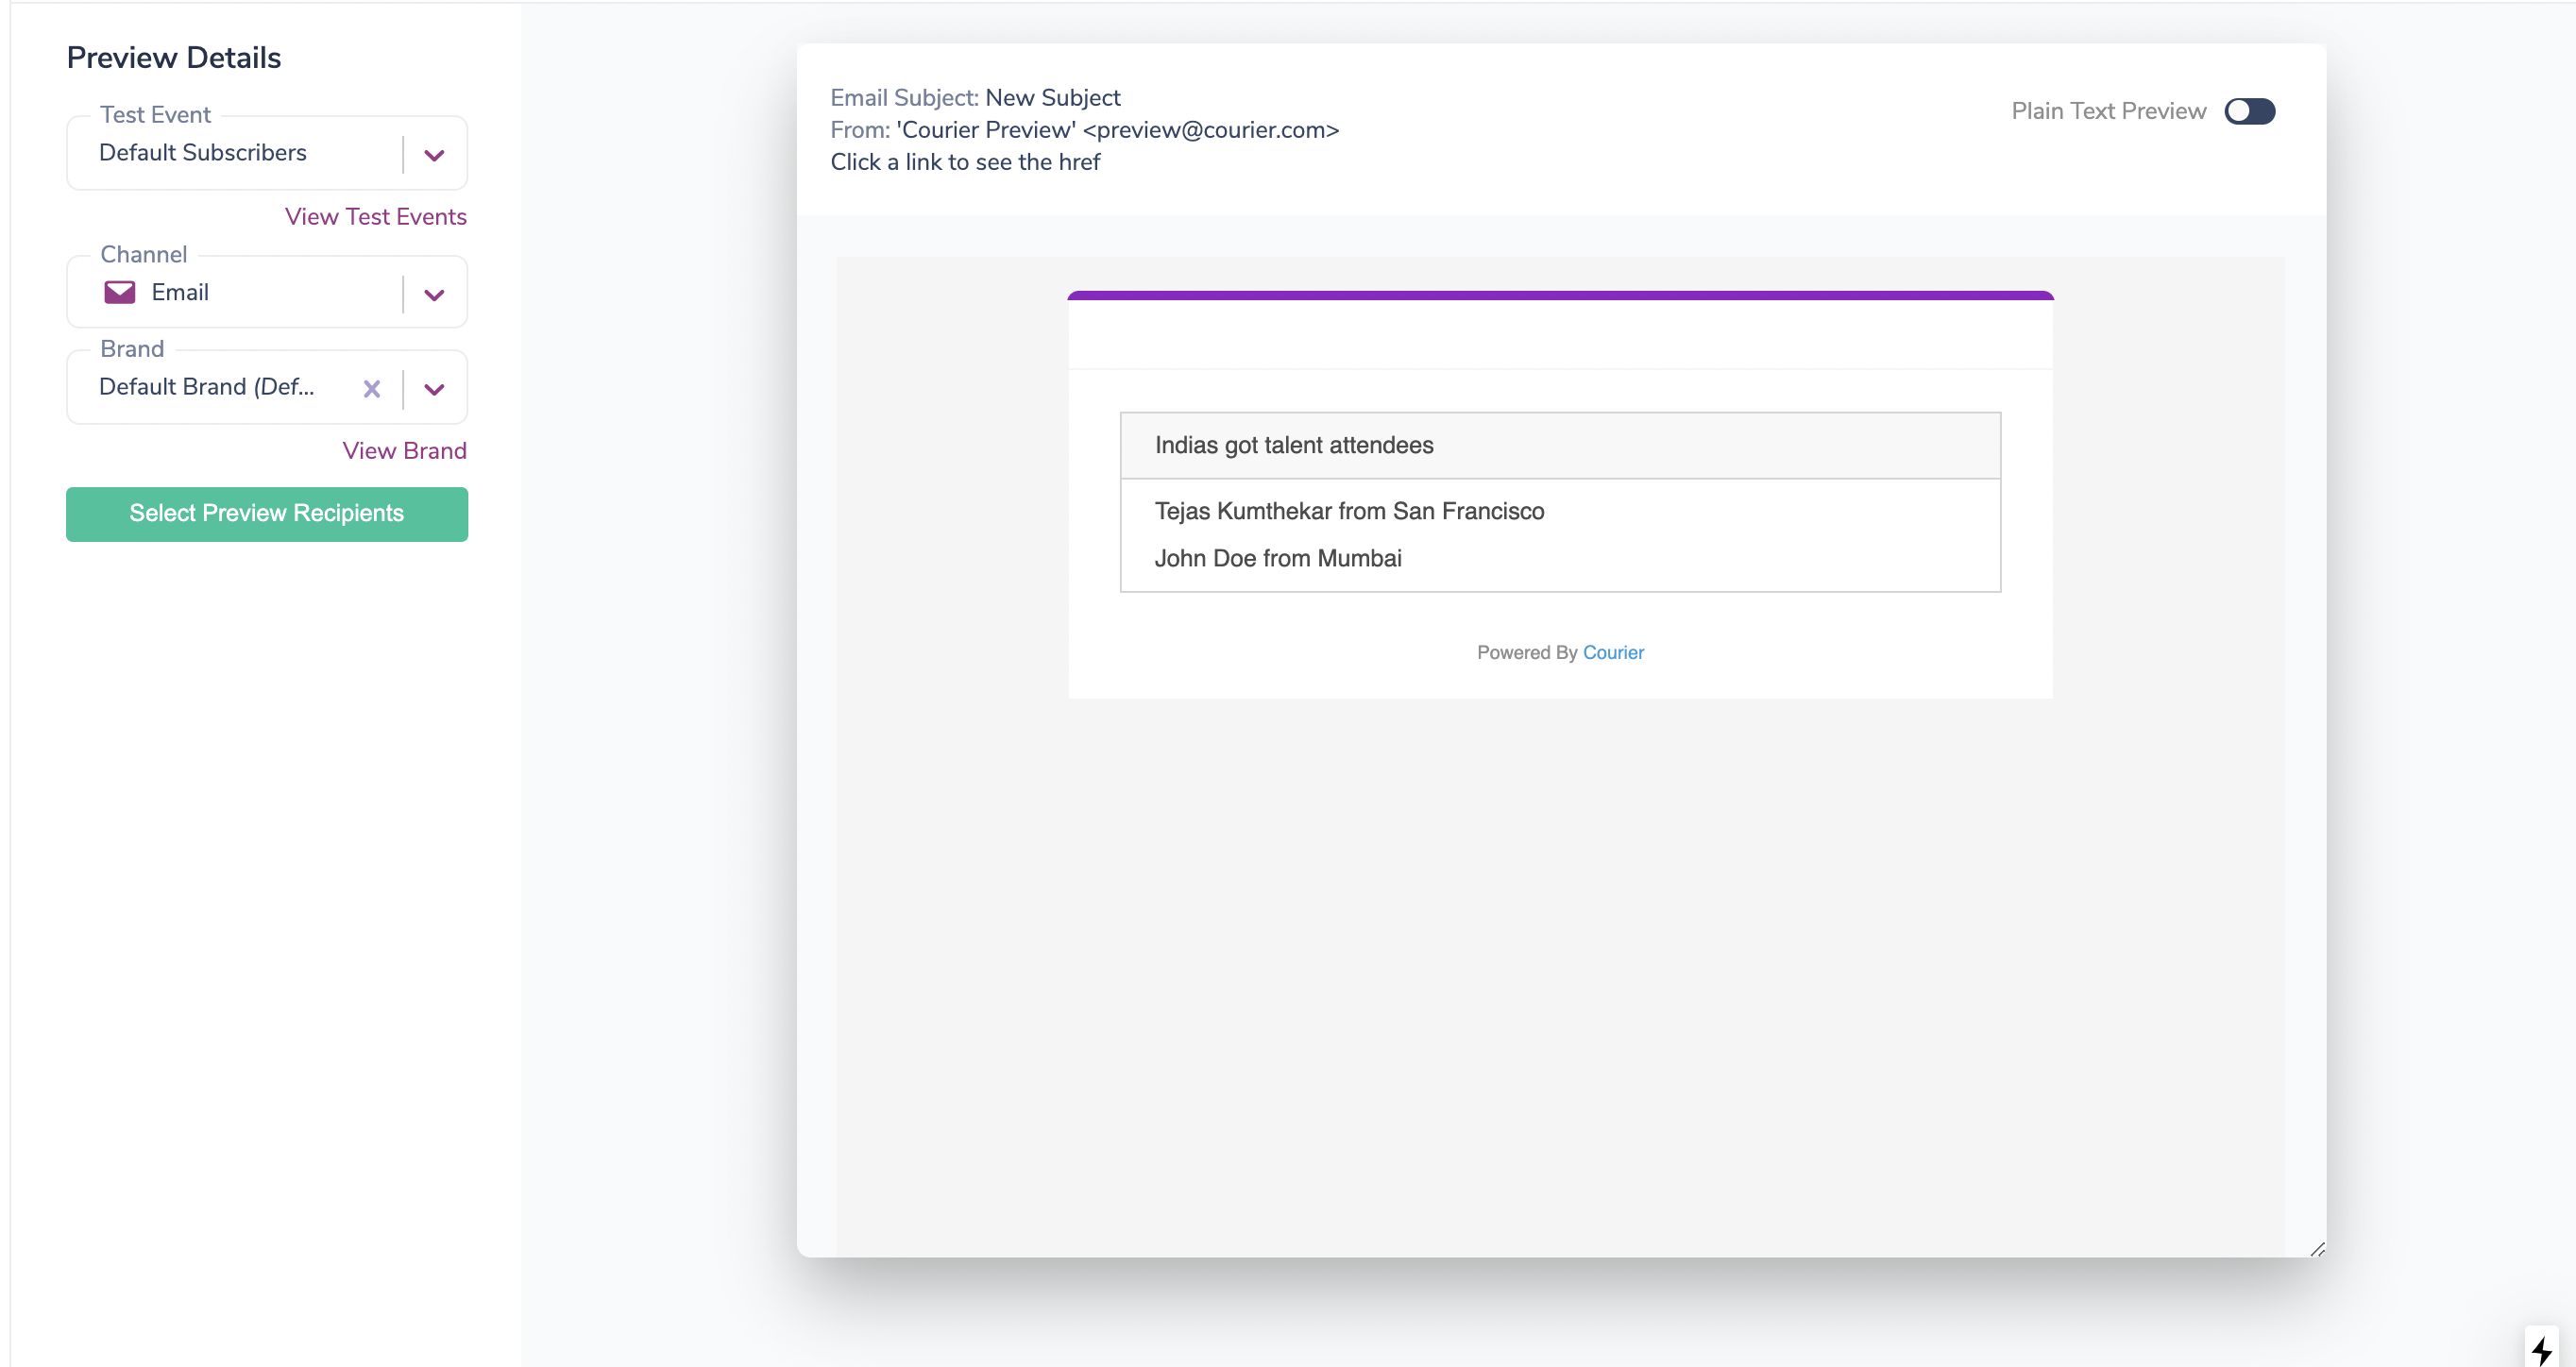 Preview Details
Test Event
Default Subscribers
View Test Events
Channel
Email
Brand
Default Brand (Def...
View Brand
Select Preview Recipients
Email Subject: New Subject
From: 'Courier Preview' <preview@courier.com>
Click a link to see the href
Plain Text Preview
Indias got talent attendees
Tejas Kumthekar from San Francisco
John Doe from Mumbai
Powered By Courier